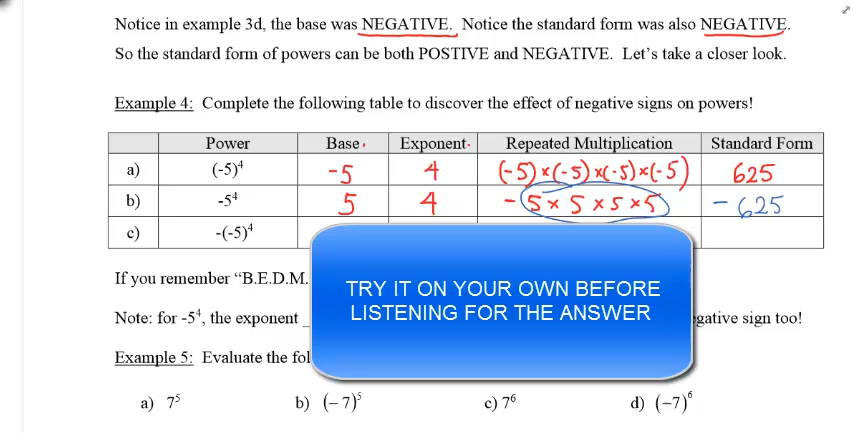 Notice in example 3d, the base was NEGATIVE. Notice the standard form was also NEGATIVE.
So the standard form of powers can be both POSTIVE and NEGATIVE. Let's take a closer look.
Example 4: Complete the following table to discover the effect of negative signs on powers!
Power Base Exponent Repeated Multiplication Standard Form
a) (-5)⁴ -5 4 (-5)×(-5)×(-5)×(-5) 625
b) -5⁴ 5 4 - 5 × 5 × 5 × 5 - 625
c) -(-5)⁴
If you remember "B.E.D.M.
TRY IT ON YOUR OWN BEFORE
LISTENING FOR THE ANSWER
Note: for -5⁴, the exponent _ gative sign too!
Example 5: Evaluate the fol
a) 7⁵ b) (-7)⁵ c) 7⁶ d) (-7)⁶